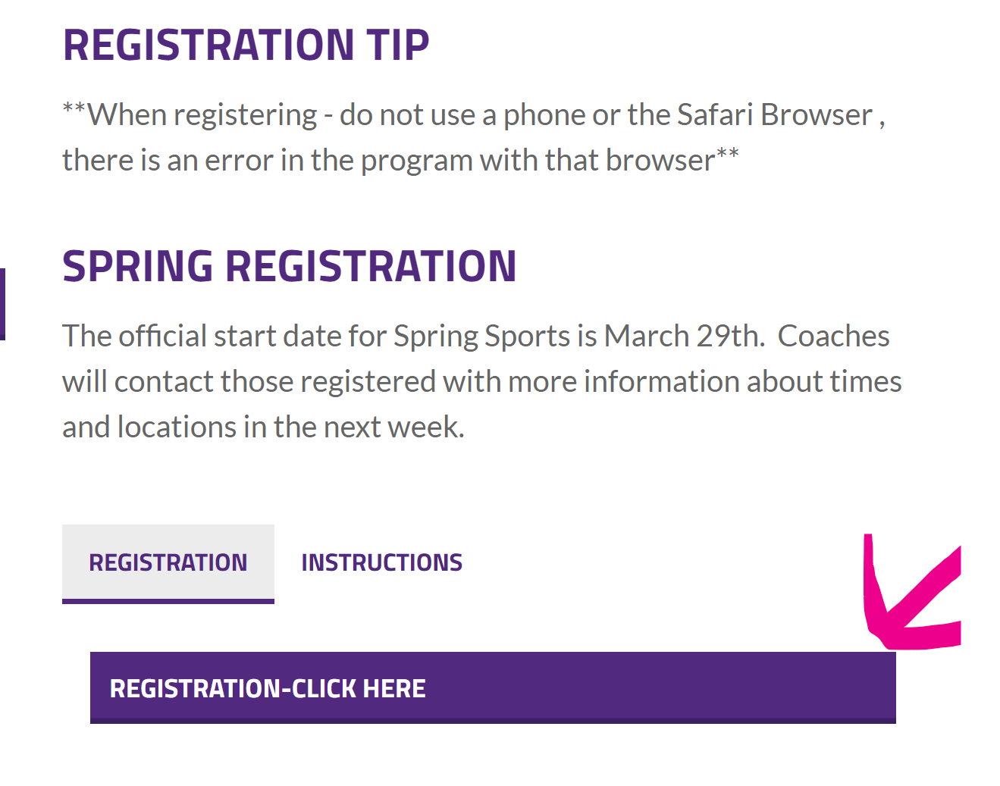 REGISTRATION TIP
**When registering - do not use a phone or the Safari Browser ,
there is an error in the program with that browser**
SPRING REGISTRATION
The official start date for Spring Sports is March 29th.  Coaches
will contact those registered with more information about times
and locations in the next week.
REGISTRATION INSTRUCTIONS
REGISTRATION-CLICK HERE